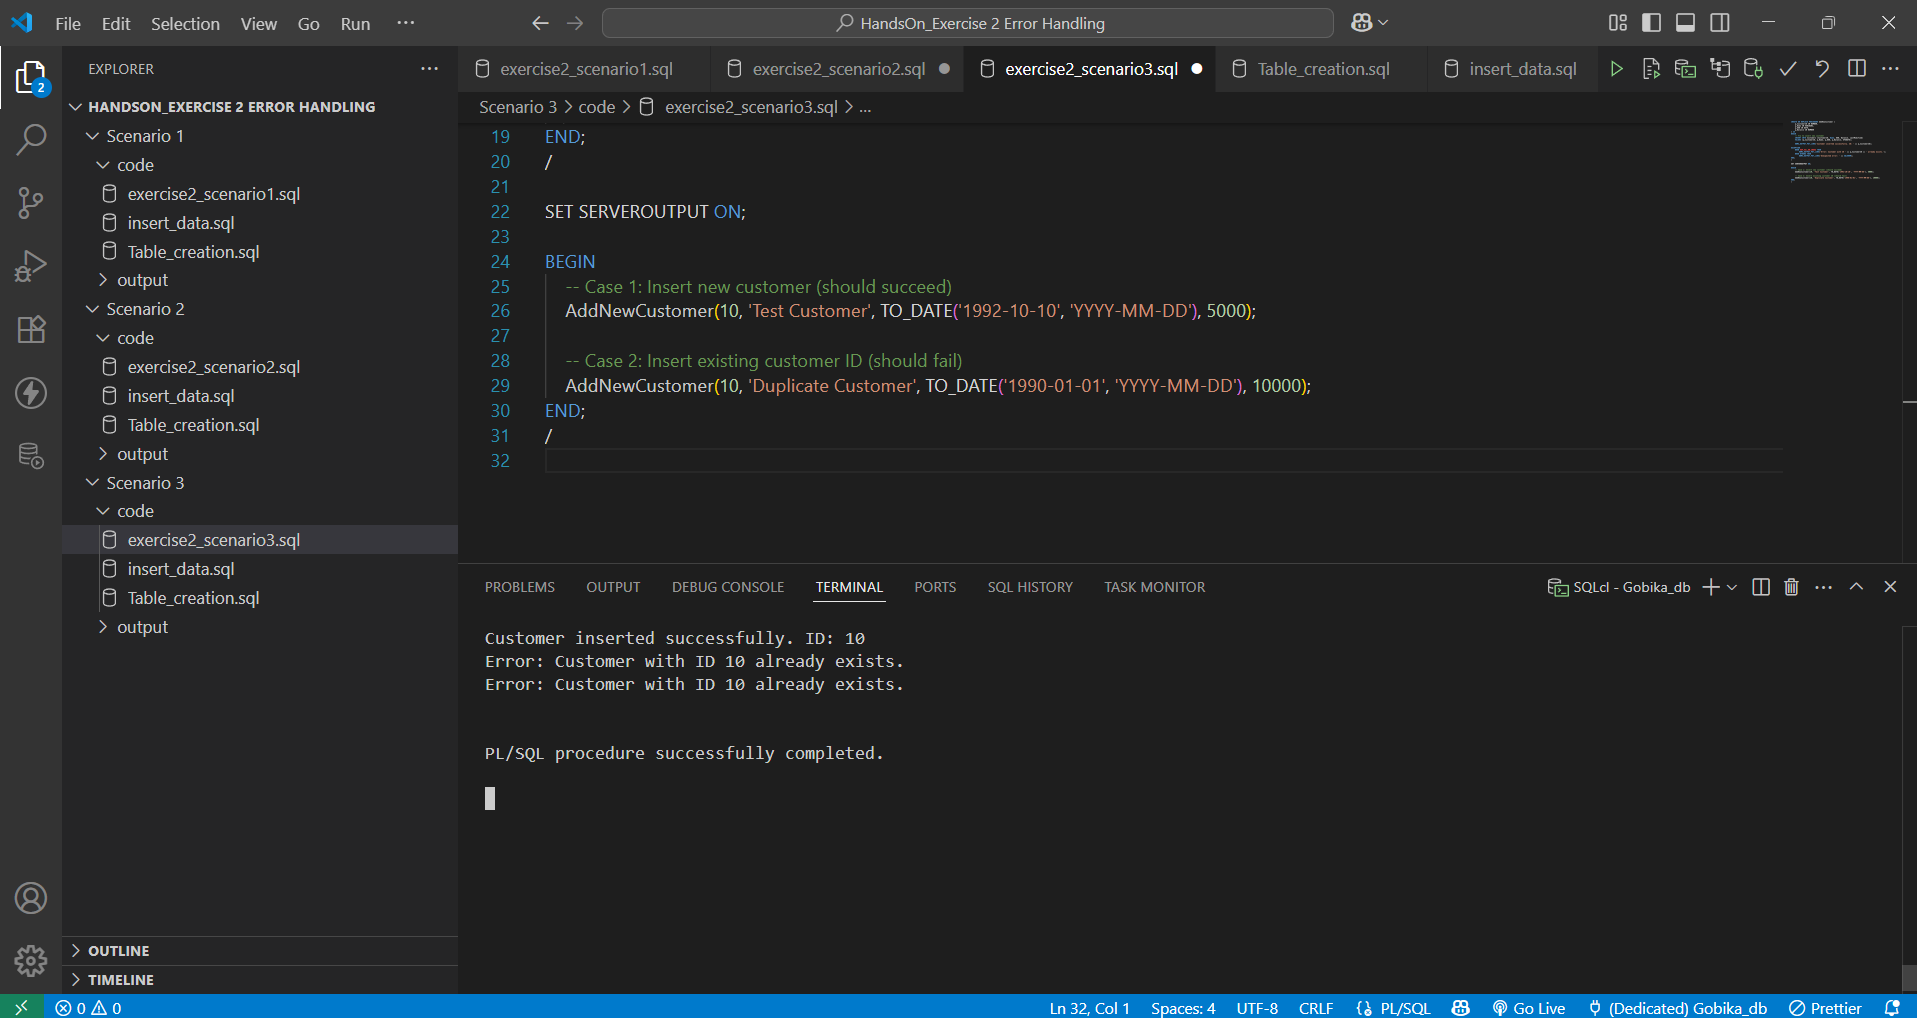 File Edit Selection View Go Run ···
HandsOn_Exercise 2 Error Handling
EXPLORER ···
2
HANDSON_EXERCISE 2 ERROR HANDLING
Scenario 1
code
exercise2_scenario1.sql
insert_data.sql
Table_creation.sql
output
Scenario 2
code
exercise2_scenario2.sql
insert_data.sql
Table_creation.sql
output
Scenario 3
code
exercise2_scenario3.sql
insert_data.sql
Table_creation.sql
output
OUTLINE
TIMELINE
exercise2_scenario1.sql exercise2_scenario2.sql exercise2_scenario3.sql Table_creation.sql insert_data.sql
Scenario 3 > code > exercise2_scenario3.sql > ...
19 END;
20 /
21
22 SET SERVEROUTPUT ON;
23
24 BEGIN
25 -- Case 1: Insert new customer (should succeed)
26 AddNewCustomer(10, 'Test Customer', TO_DATE('1992-10-10', 'YYYY-MM-DD'), 5000);
27
28 -- Case 2: Insert existing customer ID (should fail)
29 AddNewCustomer(10, 'Duplicate Customer', TO_DATE('1990-01-01', 'YYYY-MM-DD'), 10000);
30 END;
31 /
32
PROBLEMS OUTPUT DEBUG CONSOLE TERMINAL PORTS SQL HISTORY TASK MONITOR
SQLcl - Gobika_db
Customer inserted successfully. ID: 10
Error: Customer with ID 10 already exists.
Error: Customer with ID 10 already exists.
PL/SQL procedure successfully completed.
0 0
Ln 32, Col 1 Spaces: 4 UTF-8 CRLF PL/SQL Go Live (Dedicated) Gobika_db Prettier